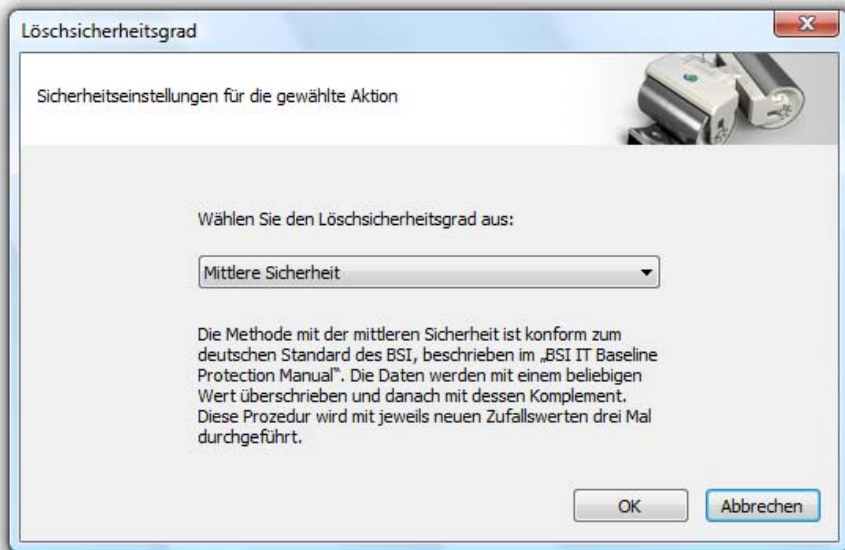 Löschsicherheitsgrad
Sicherheitseinstellungen für die gewählte Aktion
Wählen Sie den Löschsicherheitsgrad aus:
Mittlere Sicherheit
Die Methode mit der mittleren Sicherheit ist konform zum
deutschen Standard des BSI, beschrieben im „BSI IT Baseline
Protection Manual“. Die Daten werden mit einem beliebigen
Wert überschrieben und danach mit dessen Komplement.
Diese Prozedur wird mit jeweils neuen Zufallswerten drei Mal
durchgeführt.
OK Abbrechen